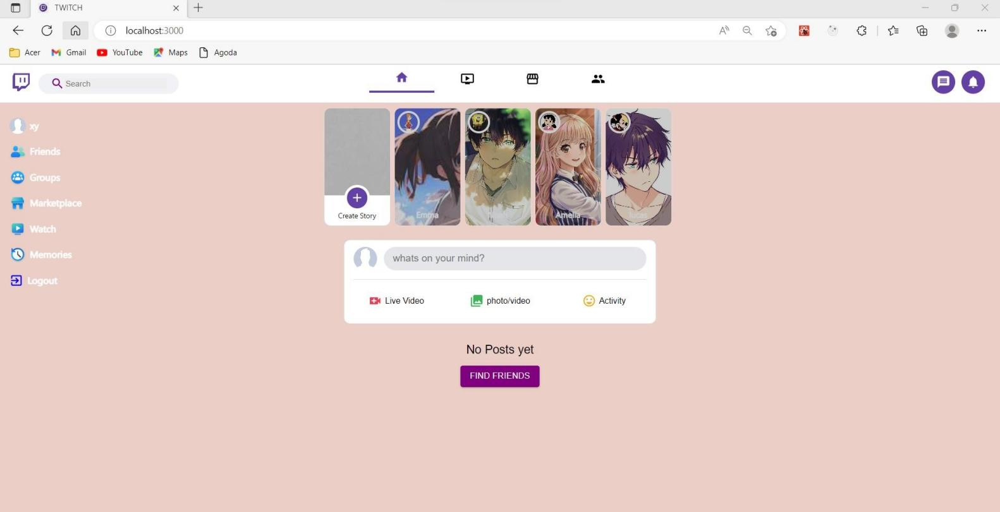 TWITCH
localhost:3000
Acer Gmail YouTube Maps Agoda
Search
xy
Friends
Groups
Marketplace
Watch
Memories
Logout
Create Story
Emma
Amelia
lucas
whats on your mind?
Live Video photo/video Activity
No Posts yet
FIND FRIENDS